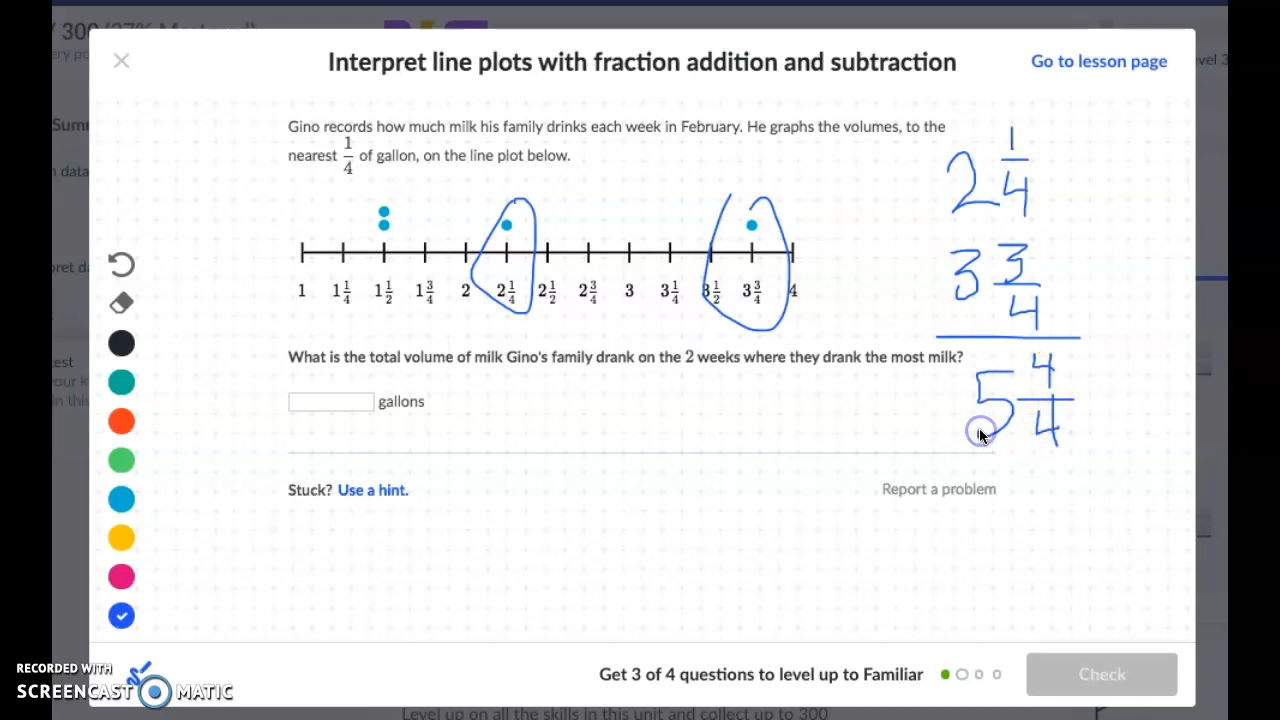 / 300 (37% Mastered)
Interpret line plots with fraction addition and subtraction
Go to lesson page
Gino records how much milk his family drinks each week in February. He graphs the volumes, to the
nearest 1/4 of gallon, on the line plot below.
1 1 1/4 1 1/2 1 3/4 2 2 1/4 2 1/2 2 3/4 3 3 1/4 3 1/2 3 3/4 4
What is the total volume of milk Gino's family drank on the 2 weeks where they drank the most milk?
gallons
Stuck? Use a hint.
Report a problem
2 1/4
3 3/4
5 4/4
Get 3 of 4 questions to level up to Familiar
Check
RECORDED WITH
SCREENCAST MATIC
Level up on all the skills in this unit and collect up to 300